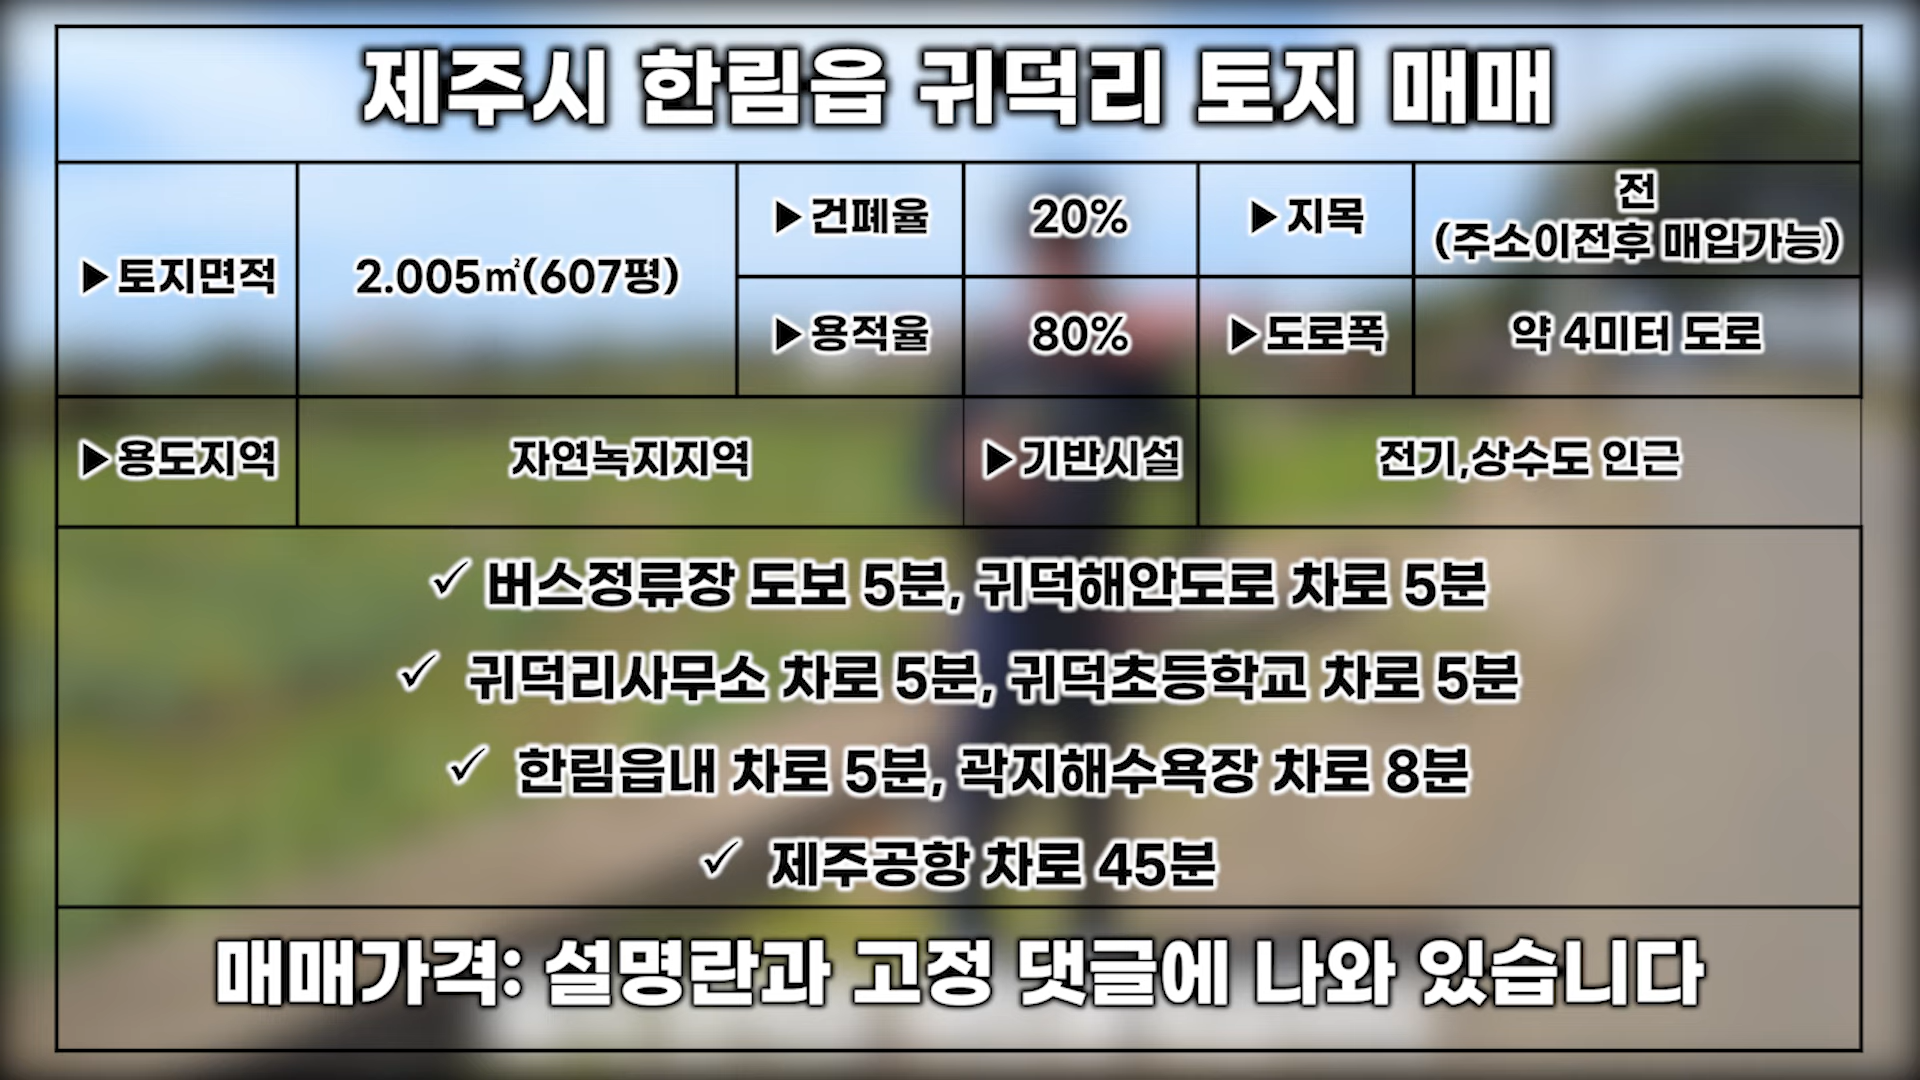 제주시 한림읍 귀덕리 토지 매매
▶토지면적
2.005㎡(607평)
▶건폐율
20%
▶지목
전
(주소이전후 매입가능)
▶용적율
80%
▶도로폭
약 4미터 도로
▶용도지역
자연녹지지역
▶기반시설
전기,상수도 인근
✓ 버스정류장 도보 5분, 귀덕해안도로 차로 5분
✓ 귀덕리사무소 차로 5분, 귀덕초등학교 차로 5분
✓ 한림읍내 차로 5분, 곽지해수욕장 차로 8분
✓ 제주공항 차로 45분
매매가격: 설명란과 고정 댓글에 나와 있습니다